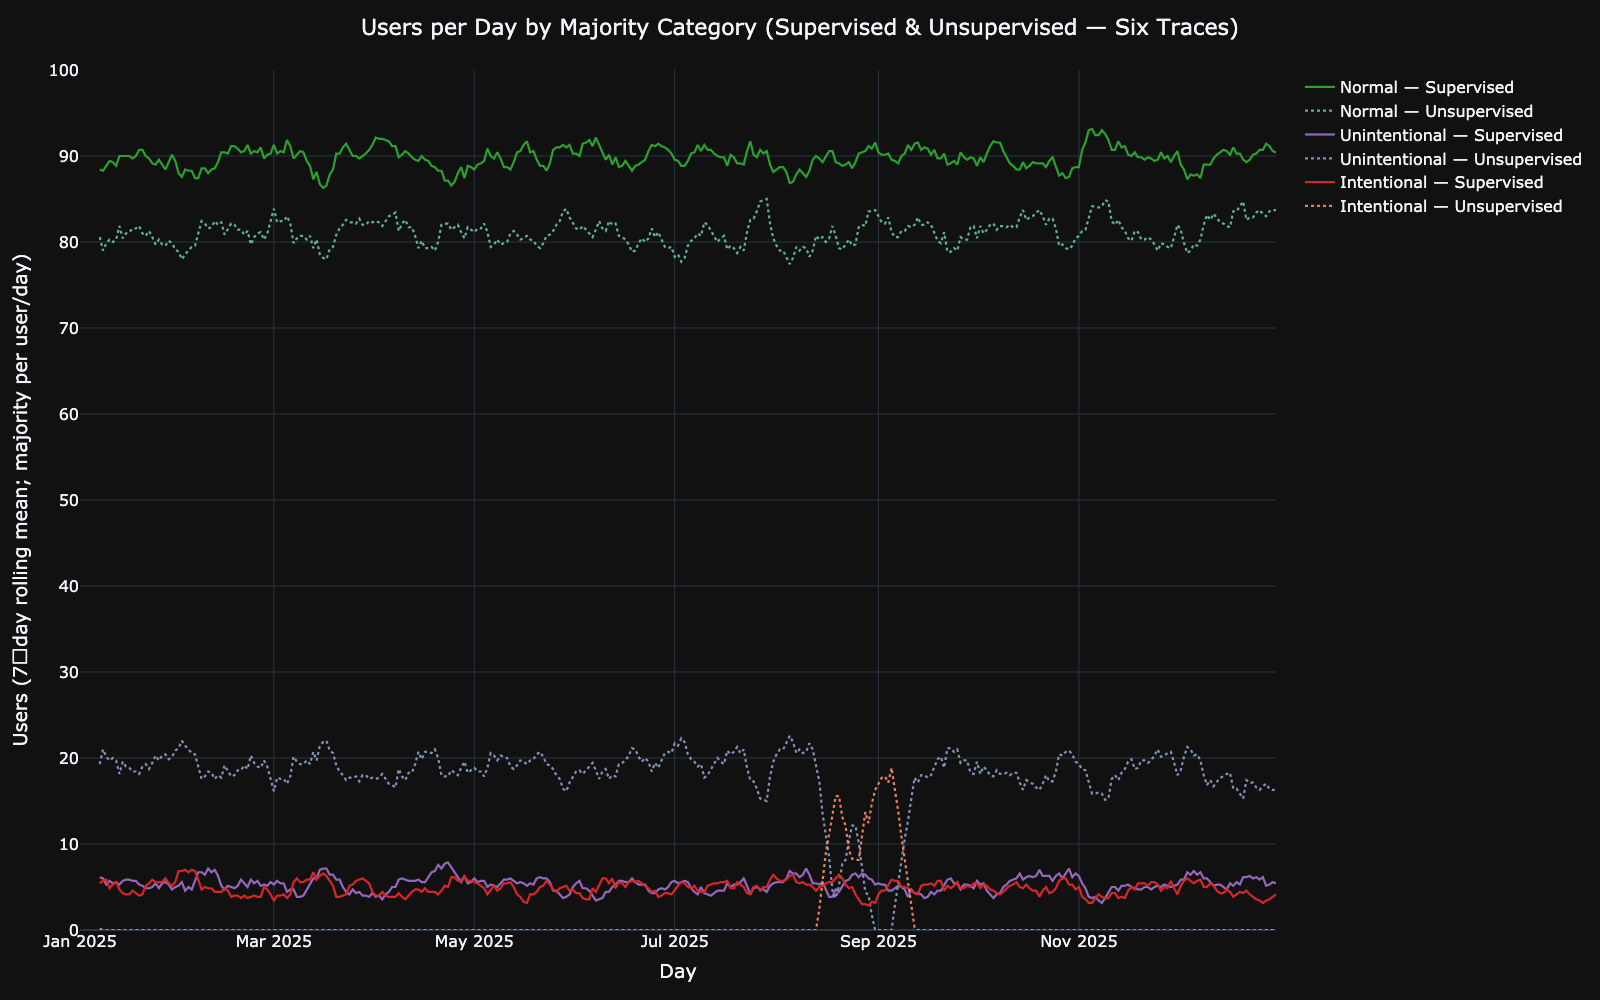 Users per Day by Majority Category (Supervised & Unsupervised — Six Traces)
Normal — Supervised
Normal — Unsupervised
Unintentional — Supervised
Unintentional — Unsupervised
Intentional — Supervised
Intentional — Unsupervised
Users (7□day rolling mean; majority per user/day)
100
90
80
70
60
50
40
30
20
10
0
Jan 2025
Mar 2025
May 2025
Jul 2025
Sep 2025
Nov 2025
Day